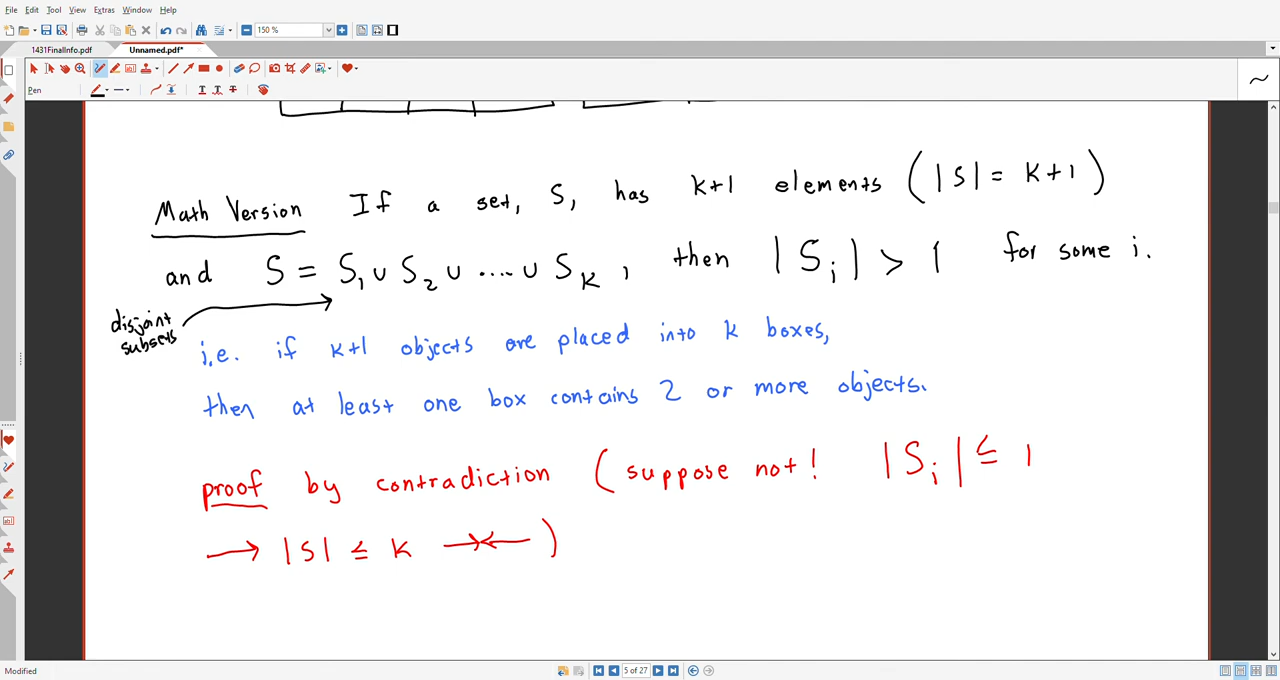 File Edit Tool View Extras Window Help
150 %
1431FinalInfo.pdf Unnamed.pdf*
Pen
Math Version If a set, S, has k+1 elements (|S| = k+1)
and S = S₁ ∪ S₂ ∪ .... ∪ Sₖ , then |Sᵢ| > 1 for some i.
disjoint
subsets
i.e. if k+1 objects are placed into k boxes,
then at least one box contains 2 or more objects.
proof by contradiction (suppose not! |Sᵢ| ≤ 1
→ |S| ≤ k →← )
Modified
5 of 27